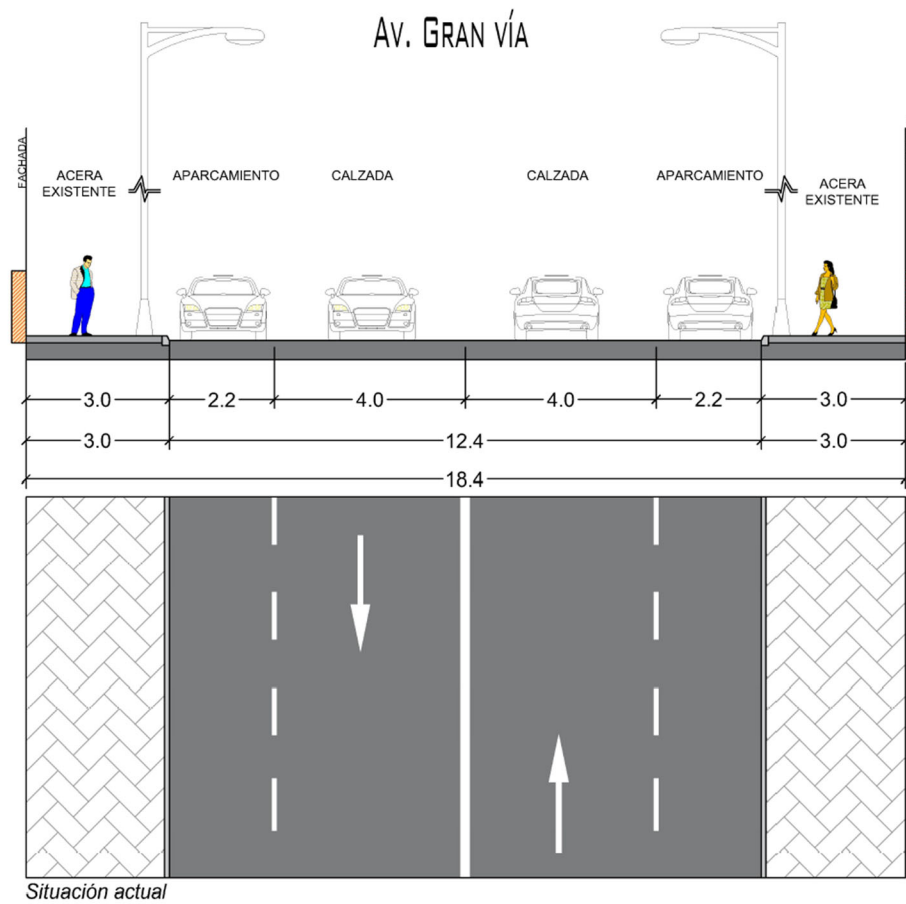 AV. GRAN VÍA
FACHADA
ACERA
EXISTENTE
APARCAMIENTO
CALZADA
CALZADA
APARCAMIENTO
ACERA
EXISTENTE
3.0 2.2 4.0 4.0 2.2 3.0
3.0 12.4 3.0
18.4
Situación actual